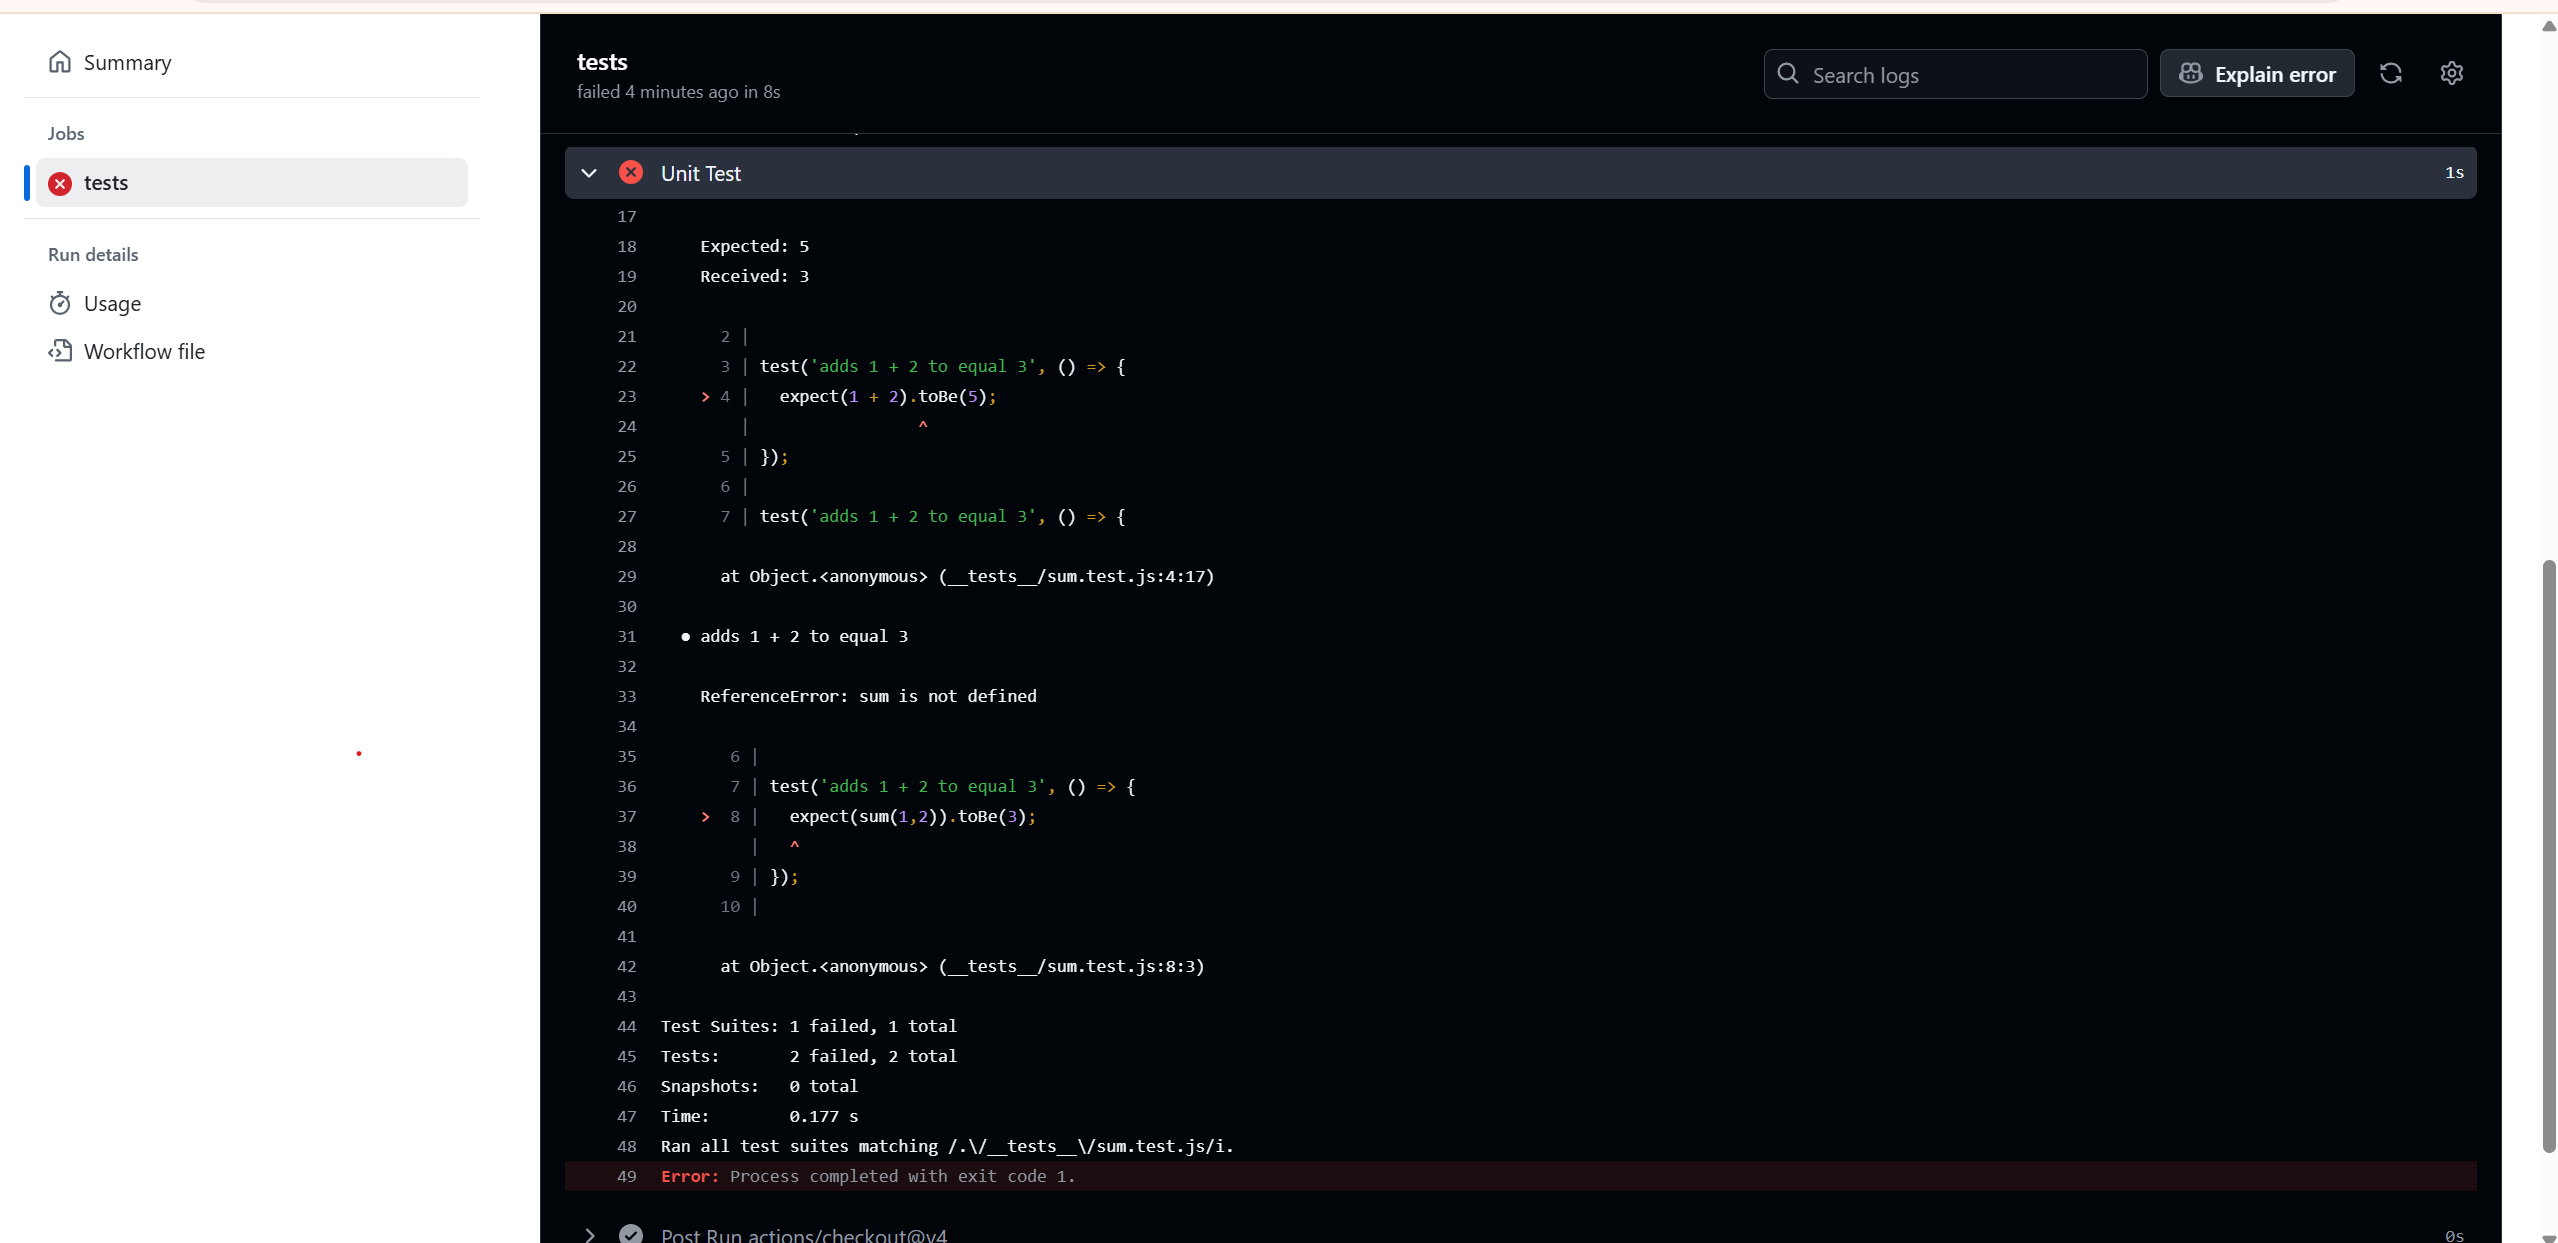 Summary
Jobs
tests
Run details
Usage
Workflow file
tests
failed 4 minutes ago in 8s
Search logs
Explain error
Unit Test 1s
17
18 Expected: 5
19 Received: 3
20
21 2 |
22 3 | test('adds 1 + 2 to equal 3', () => {
23 > 4 | expect(1 + 2).toBe(5);
24 | ^
25 5 | });
26 6 |
27 7 | test('adds 1 + 2 to equal 3', () => {
28
29 at Object.<anonymous> (__tests__/sum.test.js:4:17)
30
31 ● adds 1 + 2 to equal 3
32
33 ReferenceError: sum is not defined
34
35 6 |
36 7 | test('adds 1 + 2 to equal 3', () => {
37 > 8 | expect(sum(1,2)).toBe(3);
38 | ^
39 9 | });
40 10 |
41
42 at Object.<anonymous> (__tests__/sum.test.js:8:3)
43
44 Test Suites: 1 failed, 1 total
45 Tests: 2 failed, 2 total
46 Snapshots: 0 total
47 Time: 0.177 s
48 Ran all test suites matching /.\/__tests__\/sum.test.js/i.
49 Error: Process completed with exit code 1.
Post Run actions/checkout@v4 0s